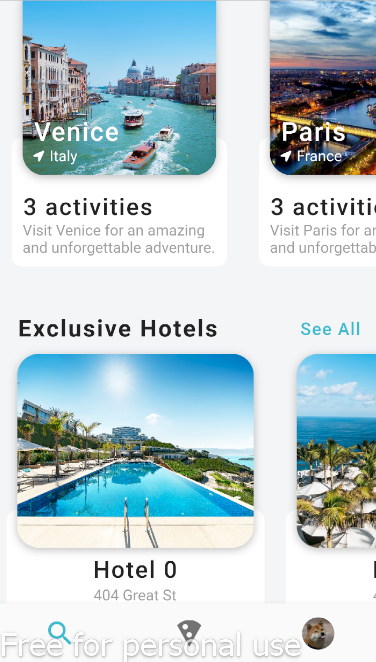 Venice
Italy
3 activities
Visit Venice for an amazing
and unforgettable adventure.
Paris
France
3 activiti
Visit Paris for an
and unforgettab
Exclusive Hotels
See All
Hotel 0
404 Great St
Free for personal use